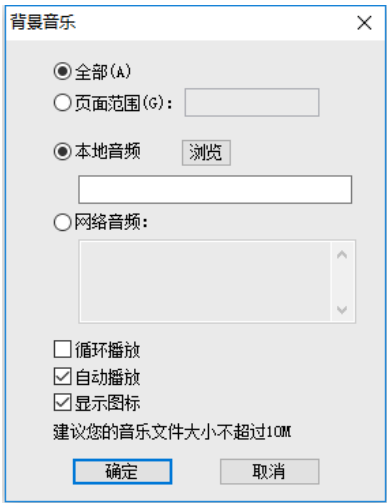 背景音乐
全部(A)
页面范围(G):
本地音频 浏览
网络音频:
循环播放
自动播放
显示图标
建议您的音乐文件大小不超过10M
确定 取消